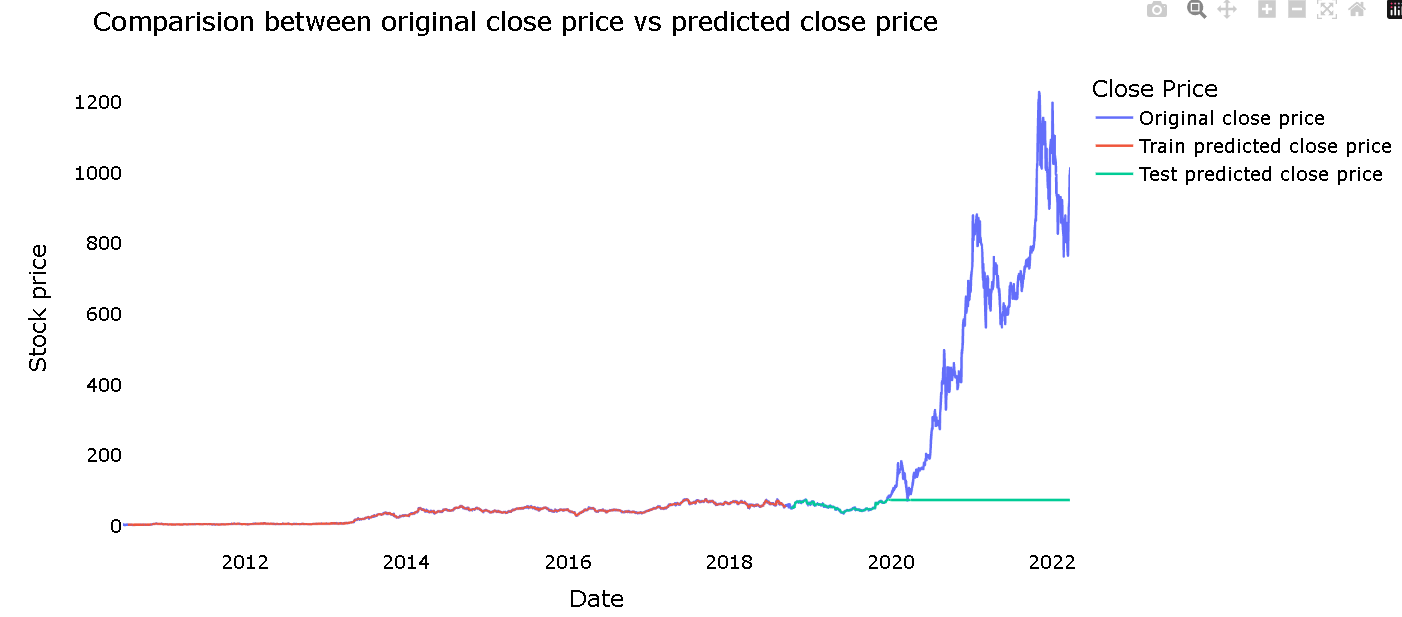 Comparision between original close price vs predicted close price
Close Price
Original close price
Train predicted close price
Test predicted close price
Stock price
1200
1000
800
600
400
200
0
2012 2014 2016 2018 2020 2022
Date